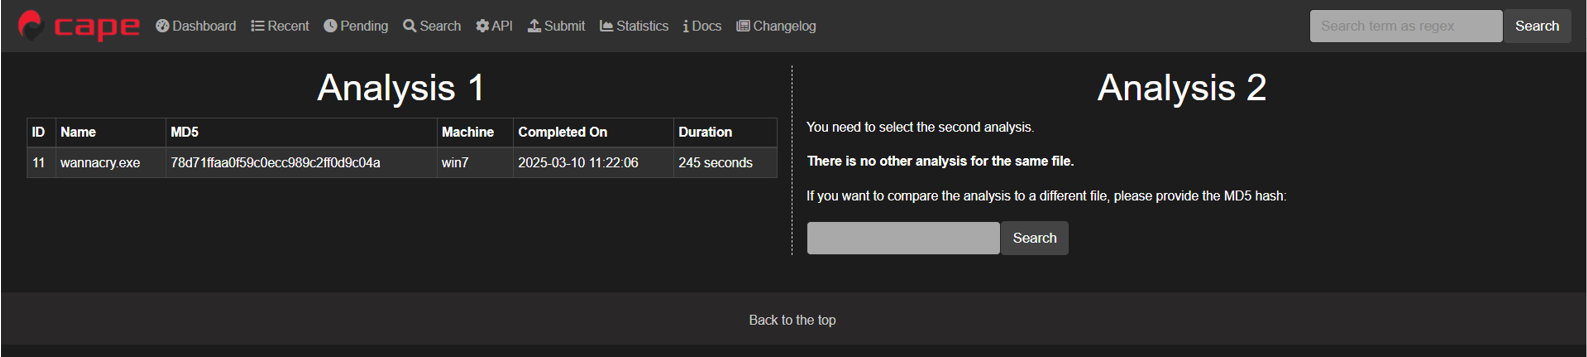 cape Dashboard Recent Pending Search API Submit Statistics Docs Changelog Search term as regex Search
Analysis 1
ID Name MD5 Machine Completed On Duration
11 wannacry.exe 78d71ffaa0f59c0ecc989c2ff0d9c04a win7 2025-03-10 11:22:06 245 seconds
Analysis 2
You need to select the second analysis.
There is no other analysis for the same file.
If you want to compare the analysis to a different file, please provide the MD5 hash:
Search
Back to the top